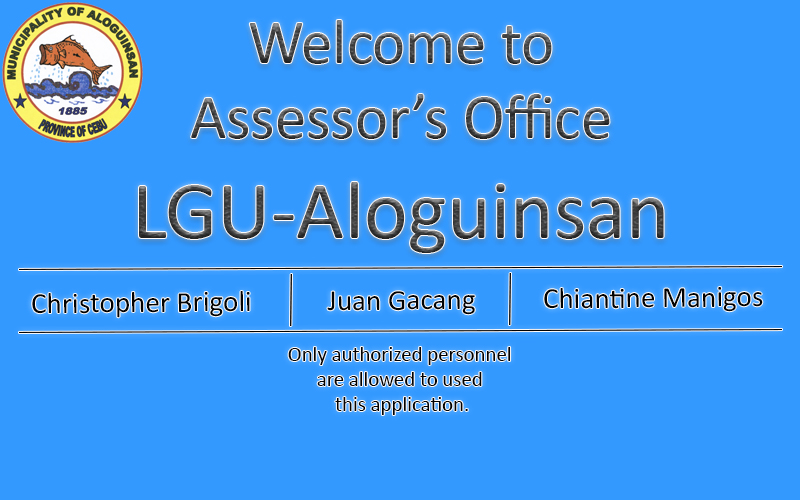 MUNICIPALITY OF ALOGUINSAN
1885
PROVINCE OF CEBU
Welcome to
Assessor’s Office
LGU-Aloguinsan
Christopher Brigoli
Juan Gacang
Chiantine Manigos
Only authorized personnel
are allowed to used
this application.